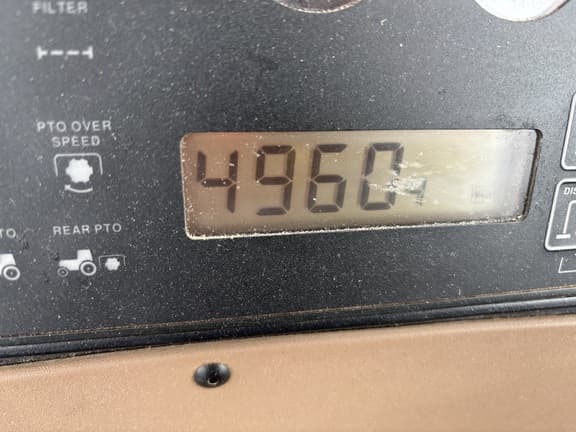 FILTER
PTO OVER
SPEED
4960
REAR PTO